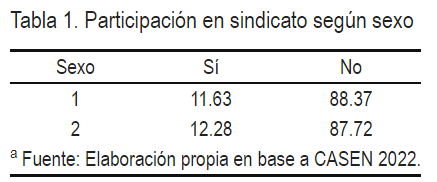 Tabla 1. Participación en sindicato según sexo
Sexo Sí No
1 11.63 88.37
2 12.28 87.72
a Fuente: Elaboración propia en base a CASEN 2022.